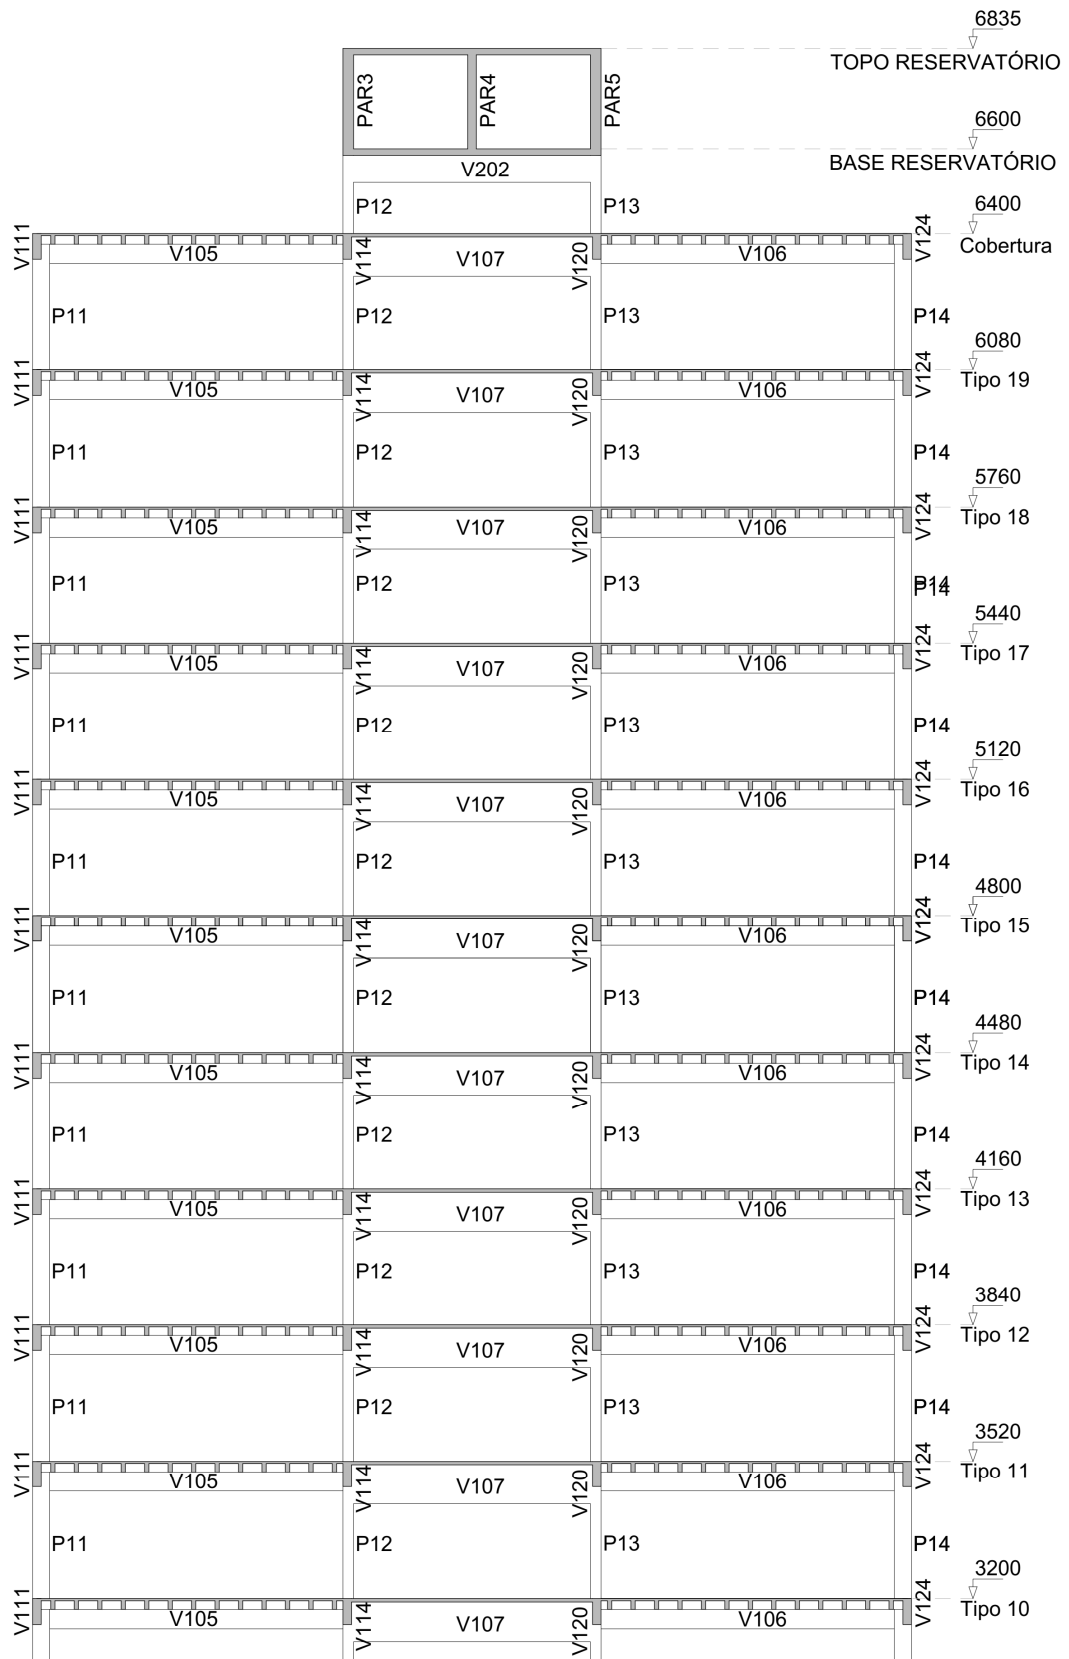 6835
TOPO RESERVATÓRIO
PAR3 PAR4 PAR5
6600
BASE RESERVATÓRIO
V202
P12 P13
6400
Cobertura
V111 V105 V114 V107 V120 V106 V124
P11 P12 P13 P14
6080
Tipo 19
V111 V105 V114 V107 V120 V106 V124
P11 P12 P13 P14
5760
Tipo 18
V111 V105 V114 V107 V120 V106 V124
P11 P12 P13 P14
P14
5440
Tipo 17
V111 V105 V114 V107 V120 V106 V124
P11 P12 P13 P14
5120
Tipo 16
V111 V105 V114 V107 V120 V106 V124
P11 P12 P13 P14
4800
Tipo 15
V111 V105 V114 V107 V120 V106 V124
P11 P12 P13 P14
4480
Tipo 14
V111 V105 V114 V107 V120 V106 V124
P11 P12 P13 P14
4160
Tipo 13
V111 V105 V114 V107 V120 V106 V124
P11 P12 P13 P14
3840
Tipo 12
V111 V105 V114 V107 V120 V106 V124
P11 P12 P13 P14
3520
Tipo 11
V111 V105 V114 V107 V120 V106 V124
P11 P12 P13 P14
3200
Tipo 10
V111 V105 V114 V107 V120 V106 V124